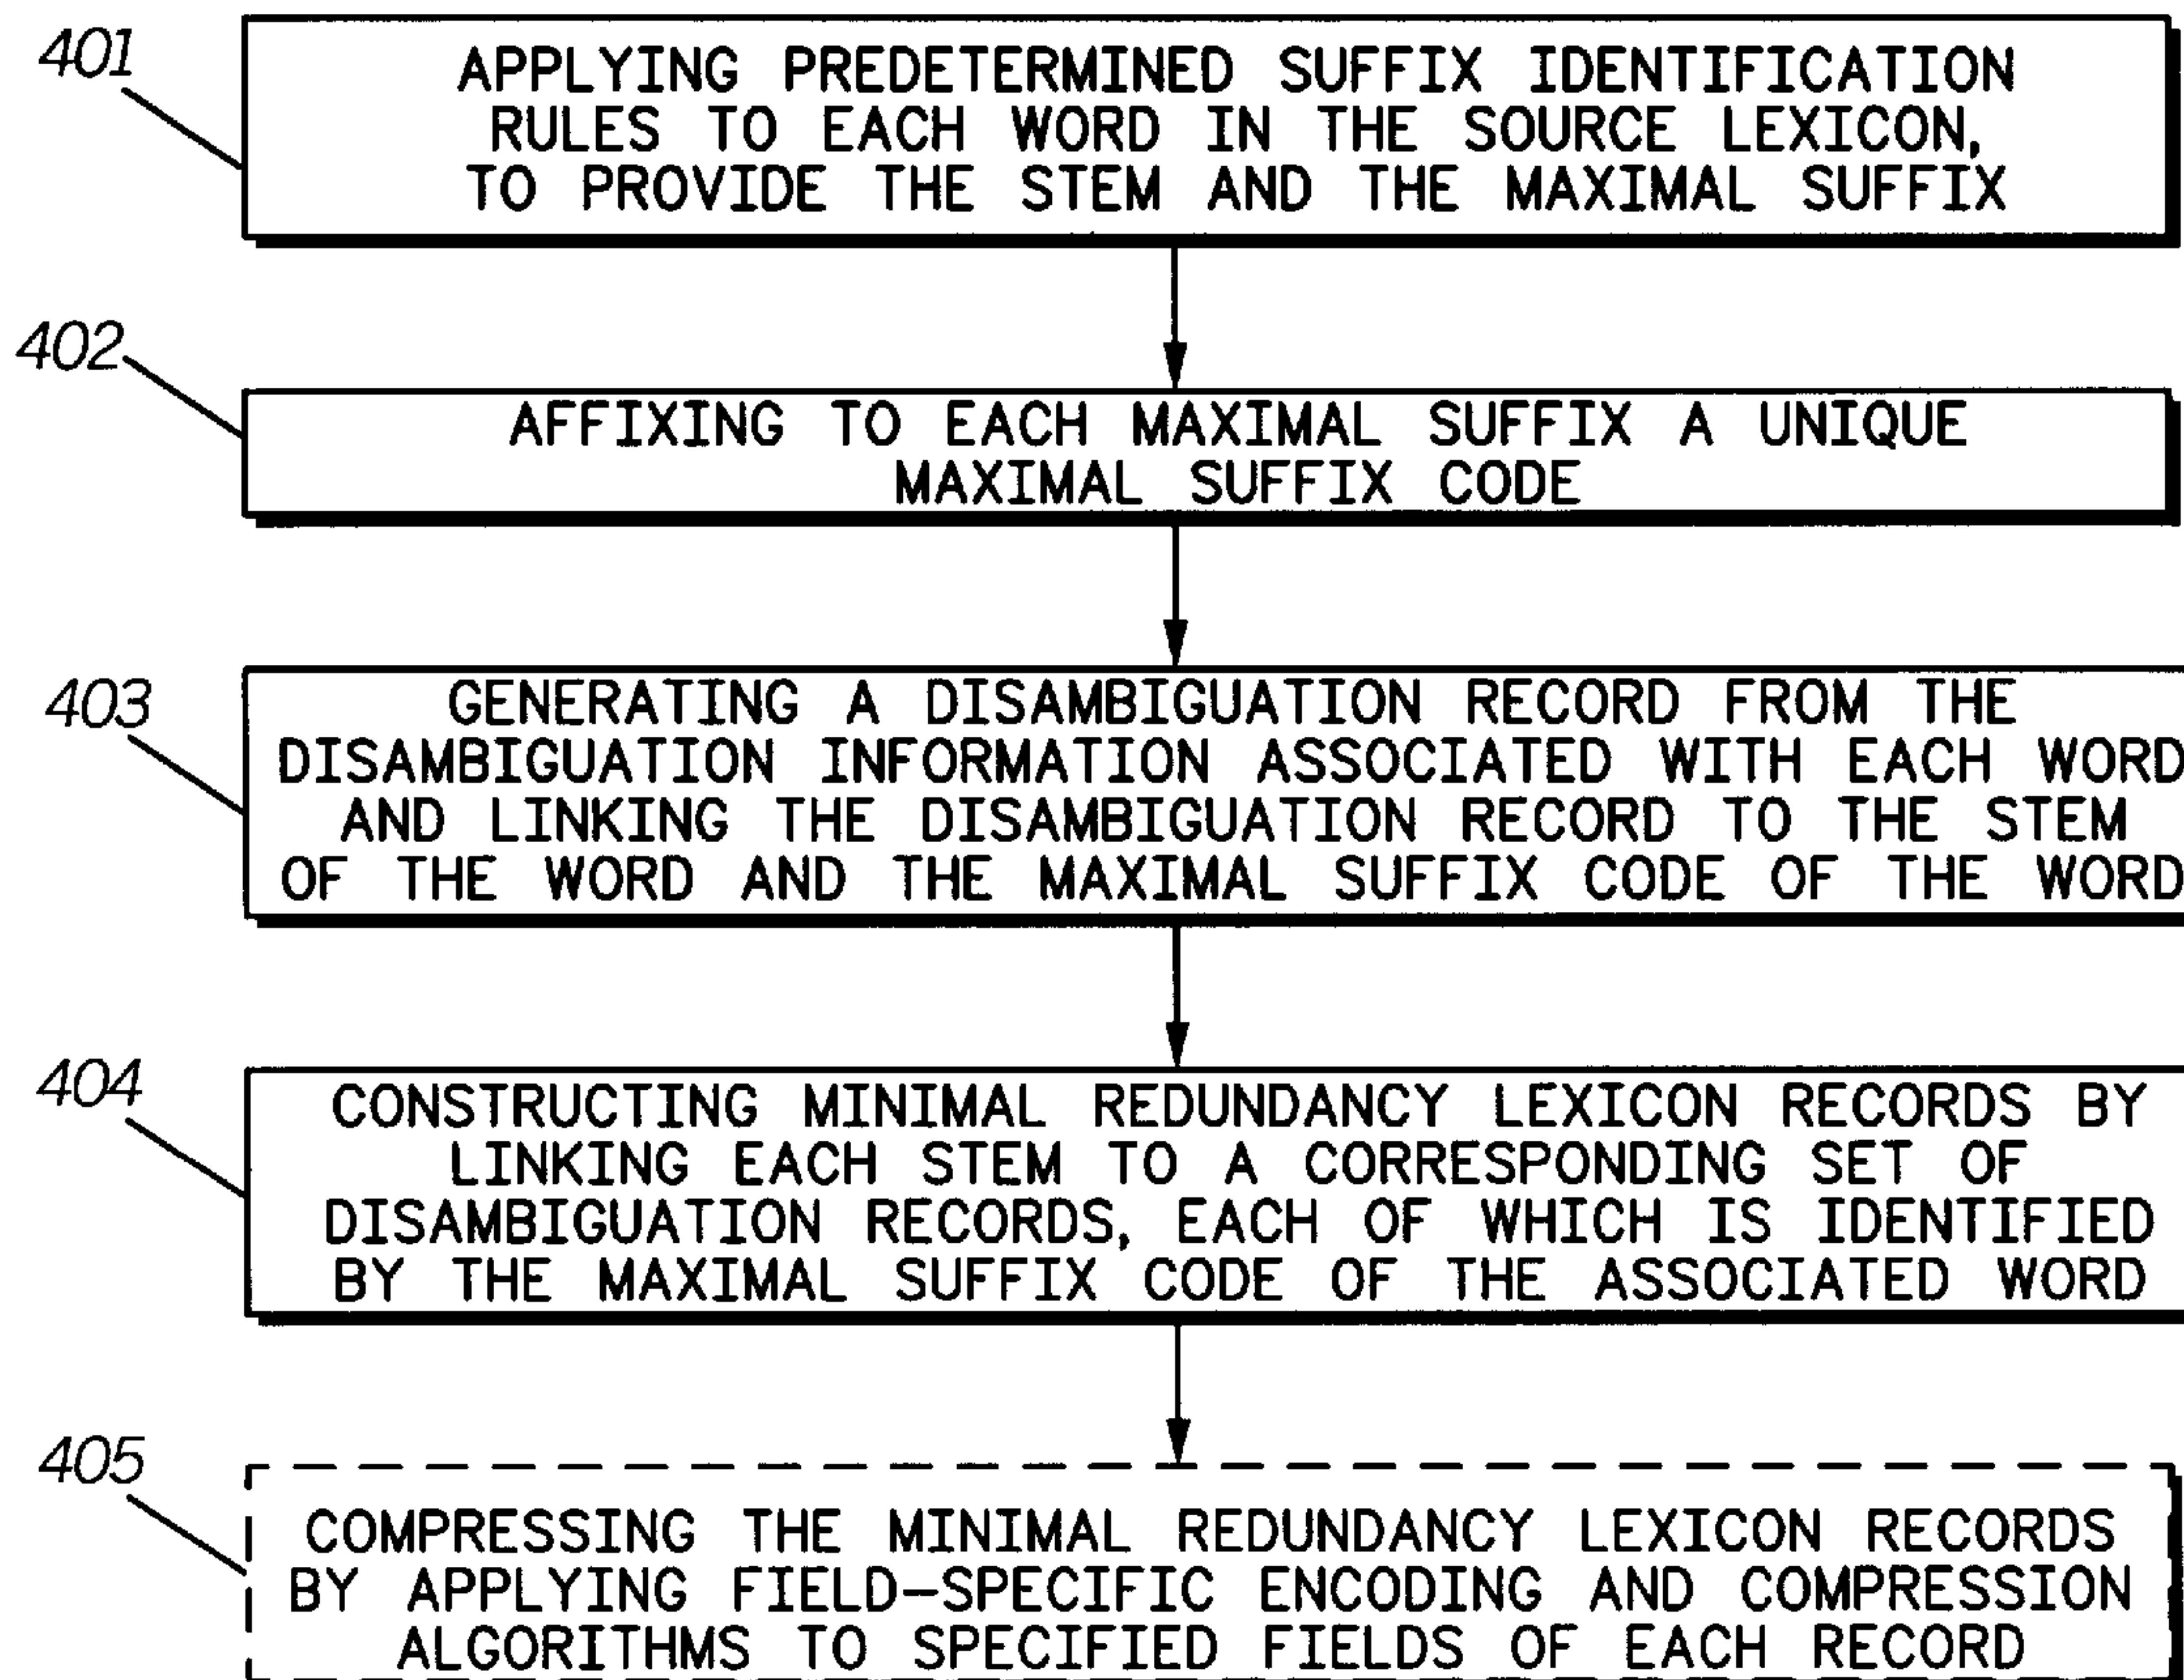 401
APPLYING PREDETERMINED SUFFIX IDENTIFICATION
RULES TO EACH WORD IN THE SOURCE LEXICON,
TO PROVIDE THE STEM AND THE MAXIMAL SUFFIX
402
AFFIXING TO EACH MAXIMAL SUFFIX A UNIQUE
MAXIMAL SUFFIX CODE
403
GENERATING A DISAMBIGUATION RECORD FROM THE
DISAMBIGUATION INFORMATION ASSOCIATED WITH EACH WORD
AND LINKING THE DISAMBIGUATION RECORD TO THE STEM
OF THE WORD AND THE MAXIMAL SUFFIX CODE OF THE WORD
404
CONSTRUCTING MINIMAL REDUNDANCY LEXICON RECORDS BY
LINKING EACH STEM TO A CORRESPONDING SET OF
DISAMBIGUATION RECORDS, EACH OF WHICH IS IDENTIFIED
BY THE MAXIMAL SUFFIX CODE OF THE ASSOCIATED WORD
405
COMPRESSING THE MINIMAL REDUNDANCY LEXICON RECORDS
BY APPLYING FIELD-SPECIFIC ENCODING AND COMPRESSION
ALGORITHMS TO SPECIFIED FIELDS OF EACH RECORD